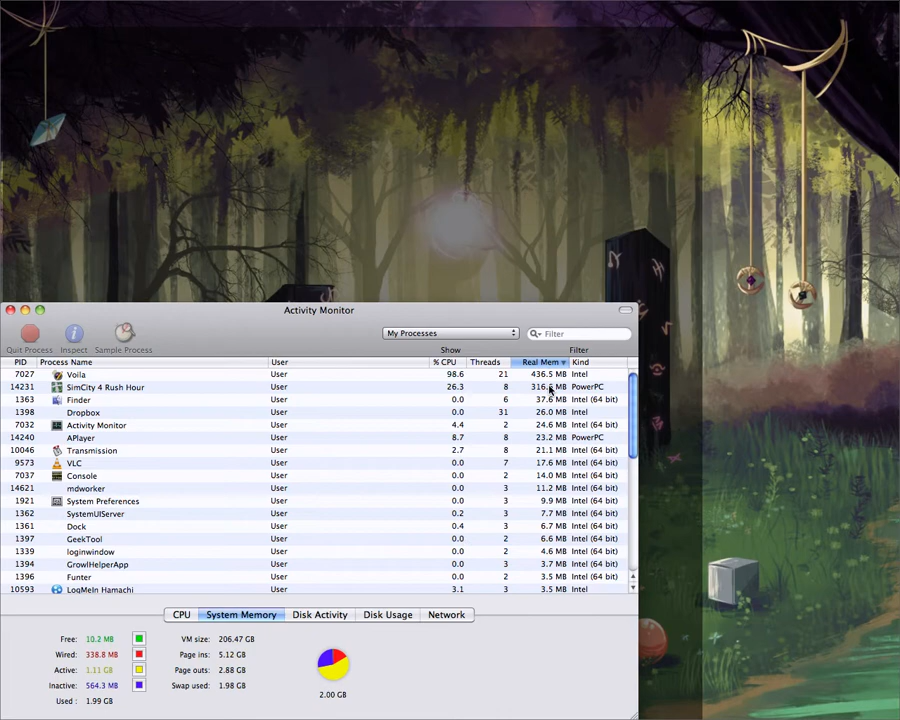 Activity Monitor
Quit Process Inspect Sample Process My Processes Filter
Show Filter
PID Process Name User % CPU Threads Real Mem Kind
7027 Voila User 98.6 21 436.5 MB Intel
14231 SimCity 4 Rush Hour User 26.3 8 MB PowerPC
1363 Finder User 0.0 6 37.6 MB Intel (64 bit)
1398 Dropbox User 0.0 31 26.0 MB Intel
7032 Activity Monitor User 4.4 2 24.6 MB Intel (64 bit)
14240 APlayer User 8.7 8 23.2 MB PowerPC
10046 Transmission User 2.7 8 21.1 MB Intel (64 bit)
9573 VLC User 0.0 7 17.6 MB Intel (64 bit)
7037 Console User 0.0 2 14.0 MB Intel (64 bit)
14621 mdworker User 0.0 3 11.2 MB Intel (64 bit)
1921 System Preferences User 0.0 3 9.9 MB Intel (64 bit)
1362 SystemUIServer User 0.2 3 7.7 MB Intel (64 bit)
1361 Dock User 0.4 3 6.7 MB Intel (64 bit)
1397 GeekTool User 0.0 2 6.6 MB Intel (64 bit)
1339 loginwindow User 0.0 2 4.6 MB Intel (64 bit)
1394 GrowlHelperApp User 0.0 3 3.7 MB Intel (64 bit)
1396 Funter User 0.0 2 3.5 MB Intel (64 bit)
10593 LogMeIn Hamachi User 3.1 3 3.5 MB Intel
CPU System Memory Disk Activity Disk Usage Network
Free: 10.2 MB VM size: 206.47 GB
Wired: 338.8 MB Page ins: 5.12 GB
Active: 1.11 GB Page outs: 2.88 GB
Inactive: 564.3 MB Swap used: 1.98 GB
Used: 1.99 GB 2.00 GB